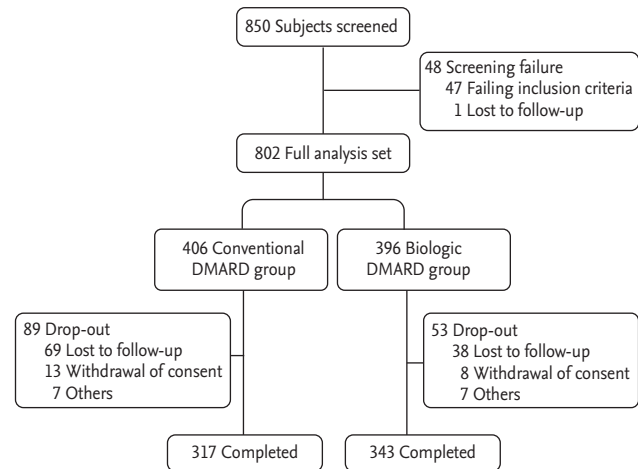 850 Subjects screened
48 Screening failure
47 Failing inclusion criteria
1 Lost to follow-up
802 Full analysis set
406 Conventional
DMARD group
396 Biologic
DMARD group
89 Drop-out
69 Lost to follow-up
13 Withdrawal of consent
7 Others
53 Drop-out
38 Lost to follow-up
8 Withdrawal of consent
7 Others
317 Completed
343 Completed